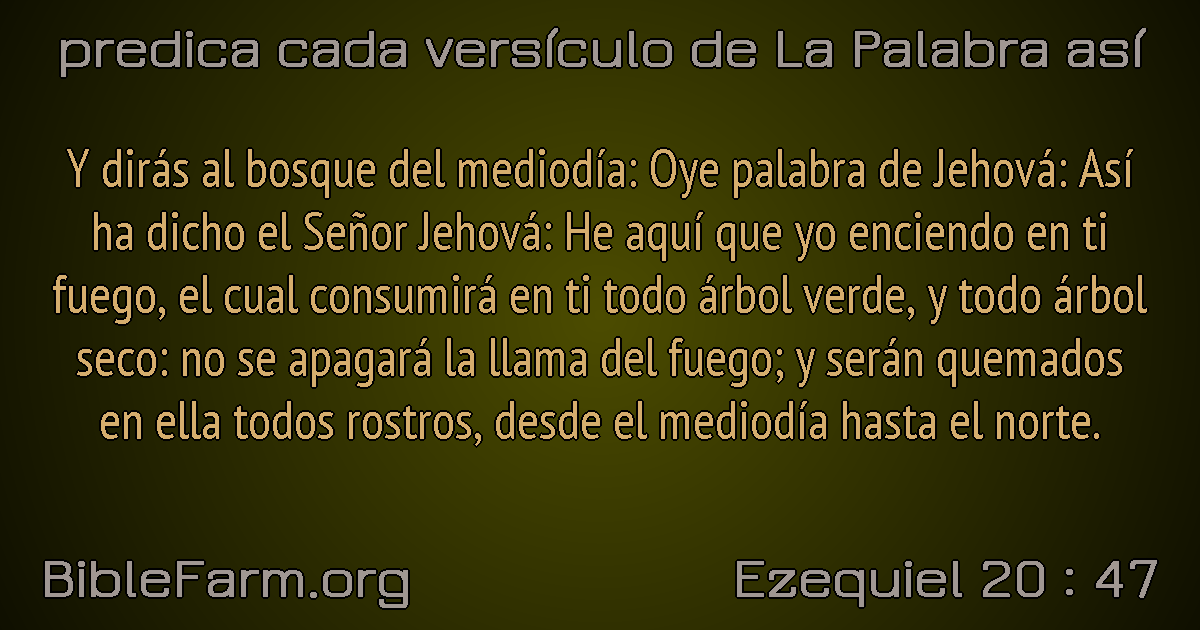 predica cada versículo de La Palabra así
Y dirás al bosque del mediodía: Oye palabra de Jehová: Así
ha dicho el Señor Jehová: He aquí que yo enciendo en ti
fuego, el cual consumirá en ti todo árbol verde, y todo árbol
seco: no se apagará la llama del fuego; y serán quemados
en ella todos rostros, desde el mediodía hasta el norte.
BibleFarm.org
Ezequiel 20 : 47